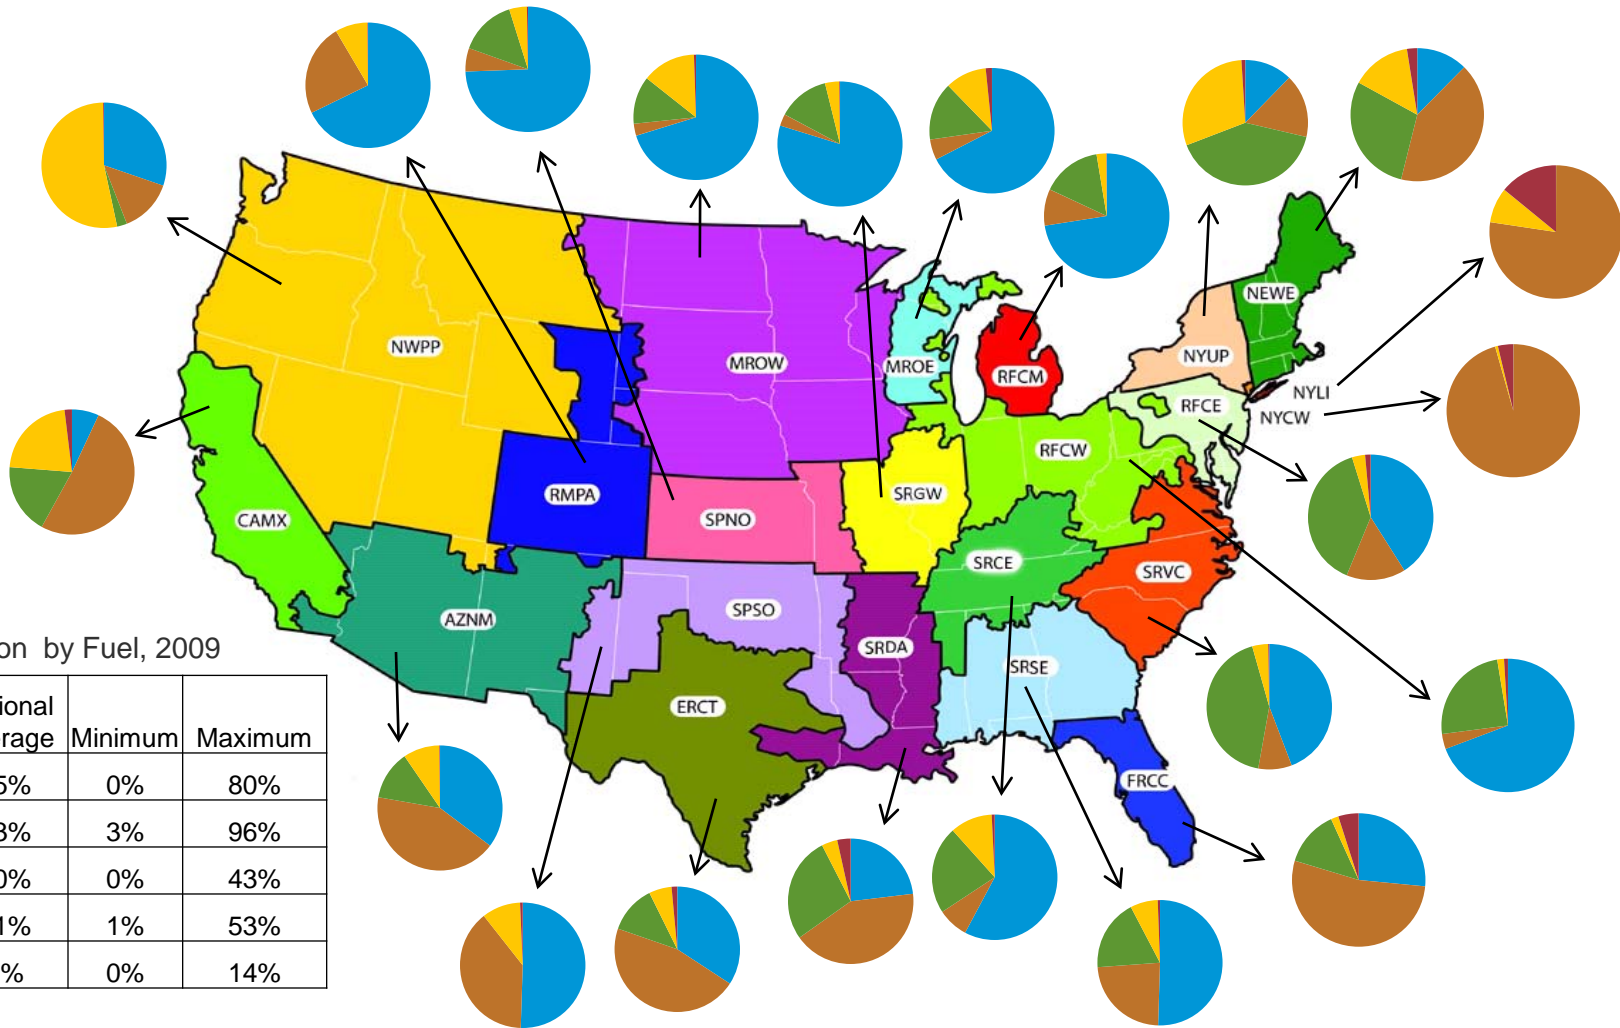 NEWE
NWPP
MROW
MROE
RFCM
NYUP
NYLI
RFCE
NYCW
RFCW
RMPA
SRGW
CAMX
SPNO
SRCE
SRVC
AZNM
SPSO
SRDA
SRSE
ERCT
FRCC
on by Fuel, 2009
ional
rage Minimum Maximum
5% 0% 80%
3% 3% 96%
0% 0% 43%
1% 1% 53%
% 0% 14%